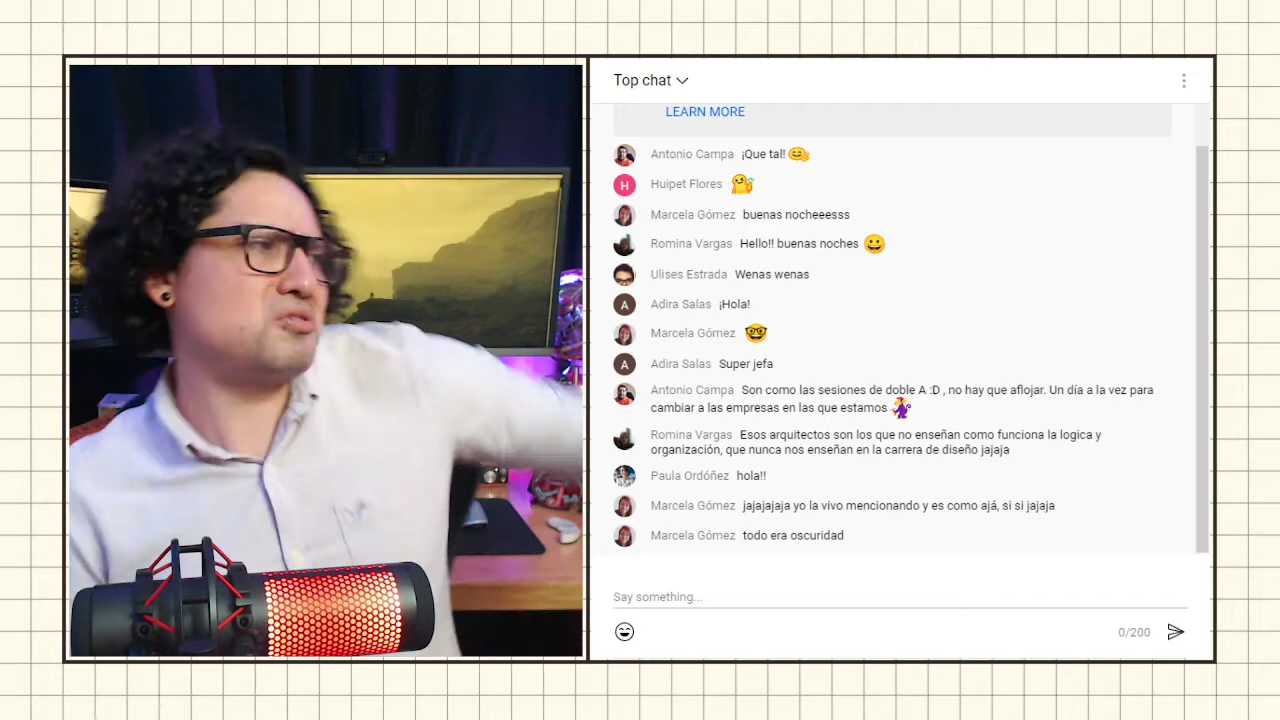 Top chat
LEARN MORE
Antonio Campa ¡Que tal! 🤗
H Huipet Flores
Marcela Gómez buenas nocheeesss
Romina Vargas Hello!! buenas noches 😀
Ulises Estrada Wenas wenas
A Adira Salas ¡Hola!
Marcela Gómez 🤓
A Adira Salas Super jefa
Antonio Campa Son como las sesiones de doble A :D , no hay que aflojar. Un día a la vez para
cambiar a las empresas en las que estamos
Romina Vargas Esos arquitectos son los que no enseñan como funciona la logica y
organización, que nunca nos enseñan en la carrera de diseño jajaja
Paula Ordóñez hola!!
Marcela Gómez jajajajaja yo la vivo mencionando y es como ajá, si si jajaja
Marcela Gómez todo era oscuridad
Say something...
0/200